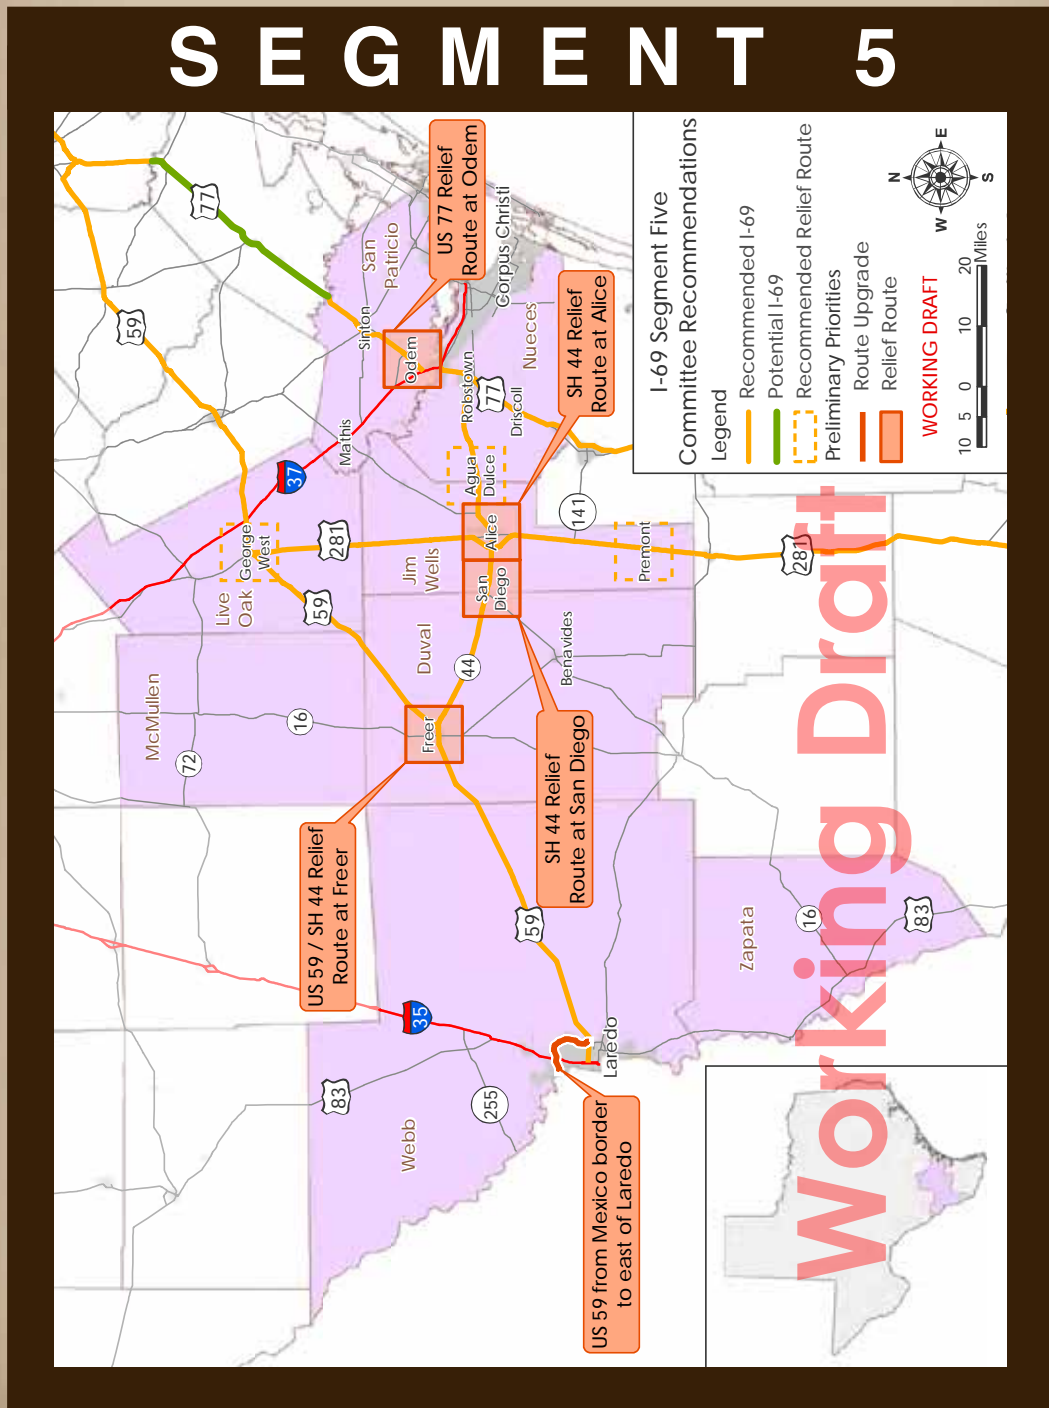 SEGMENT 5
I-69 Segment Five
Committee Recommendations
Legend
Recommended I-69
Potential I-69
Recommended Relief Route
Preliminary Priorities
Route Upgrade
Relief Route
WORKING DRAFT
10 5 0 10 20
Miles
N
E
S
W
US 77 Relief
Route at Odem
SH 44 Relief
Route at Alice
SH 44 Relief
Route at San Diego
US 59 / SH 44 Relief
Route at Freer
US 59 from Mexico border
to east of Laredo
San
Patricio
Nueces
Live
Oak
Jim
Wells
Duval
McMullen
Webb
Zapata
Sinton
Odem
Corpus Christi
Robstown
Driscoll
Mathis
Agua
Dulce
Alice
San
Diego
George
West
Premont
Benavides
Freer
Laredo
77
59
37
281
59
77
141
281
44
16
72
59
35
83
255
16
83
Working Draft